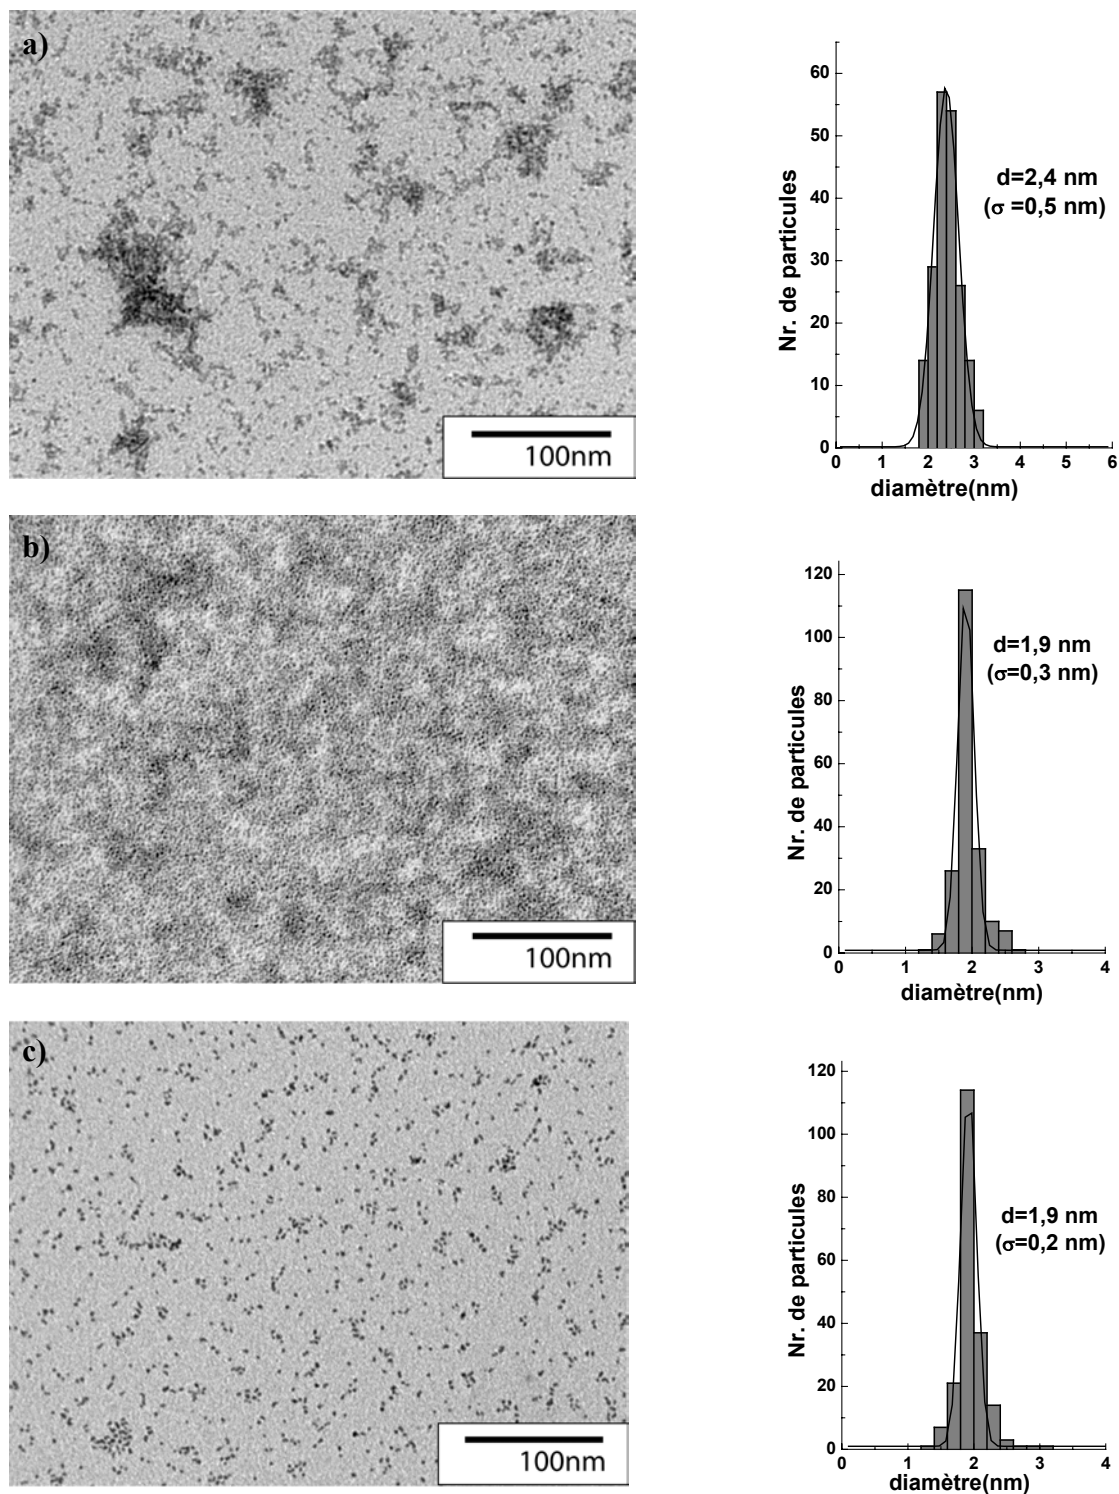 a)
100nm
60
50
40
30
20
10
0
Nr. de particules
d=2,4 nm
(σ =0,5 nm)
0 1 2 3 4 5 6
diamètre(nm)
b)
100nm
120
100
80
60
40
20
0
Nr. de particules
d=1,9 nm
(σ=0,3 nm)
0 1 2 3 4
diamètre(nm)
c)
100nm
120
100
80
60
40
20
0
Nr. de particules
d=1,9 nm
(σ=0,2 nm)
0 1 2 3 4
diamètre(nm)